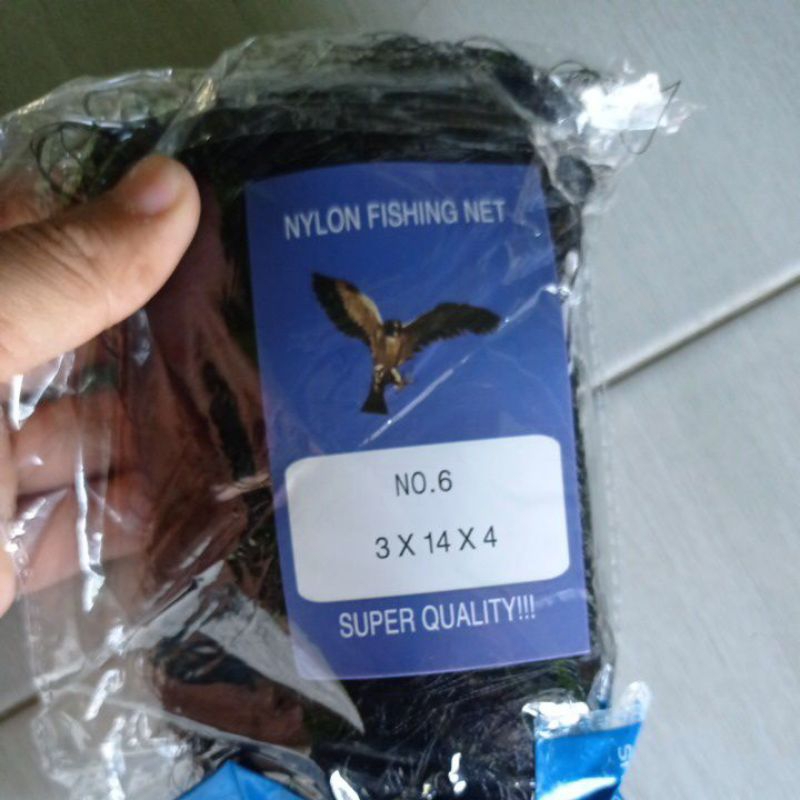 NYLON FISHING NET
NO.6
3 X 14 X 4
SUPER QUALITY!!!